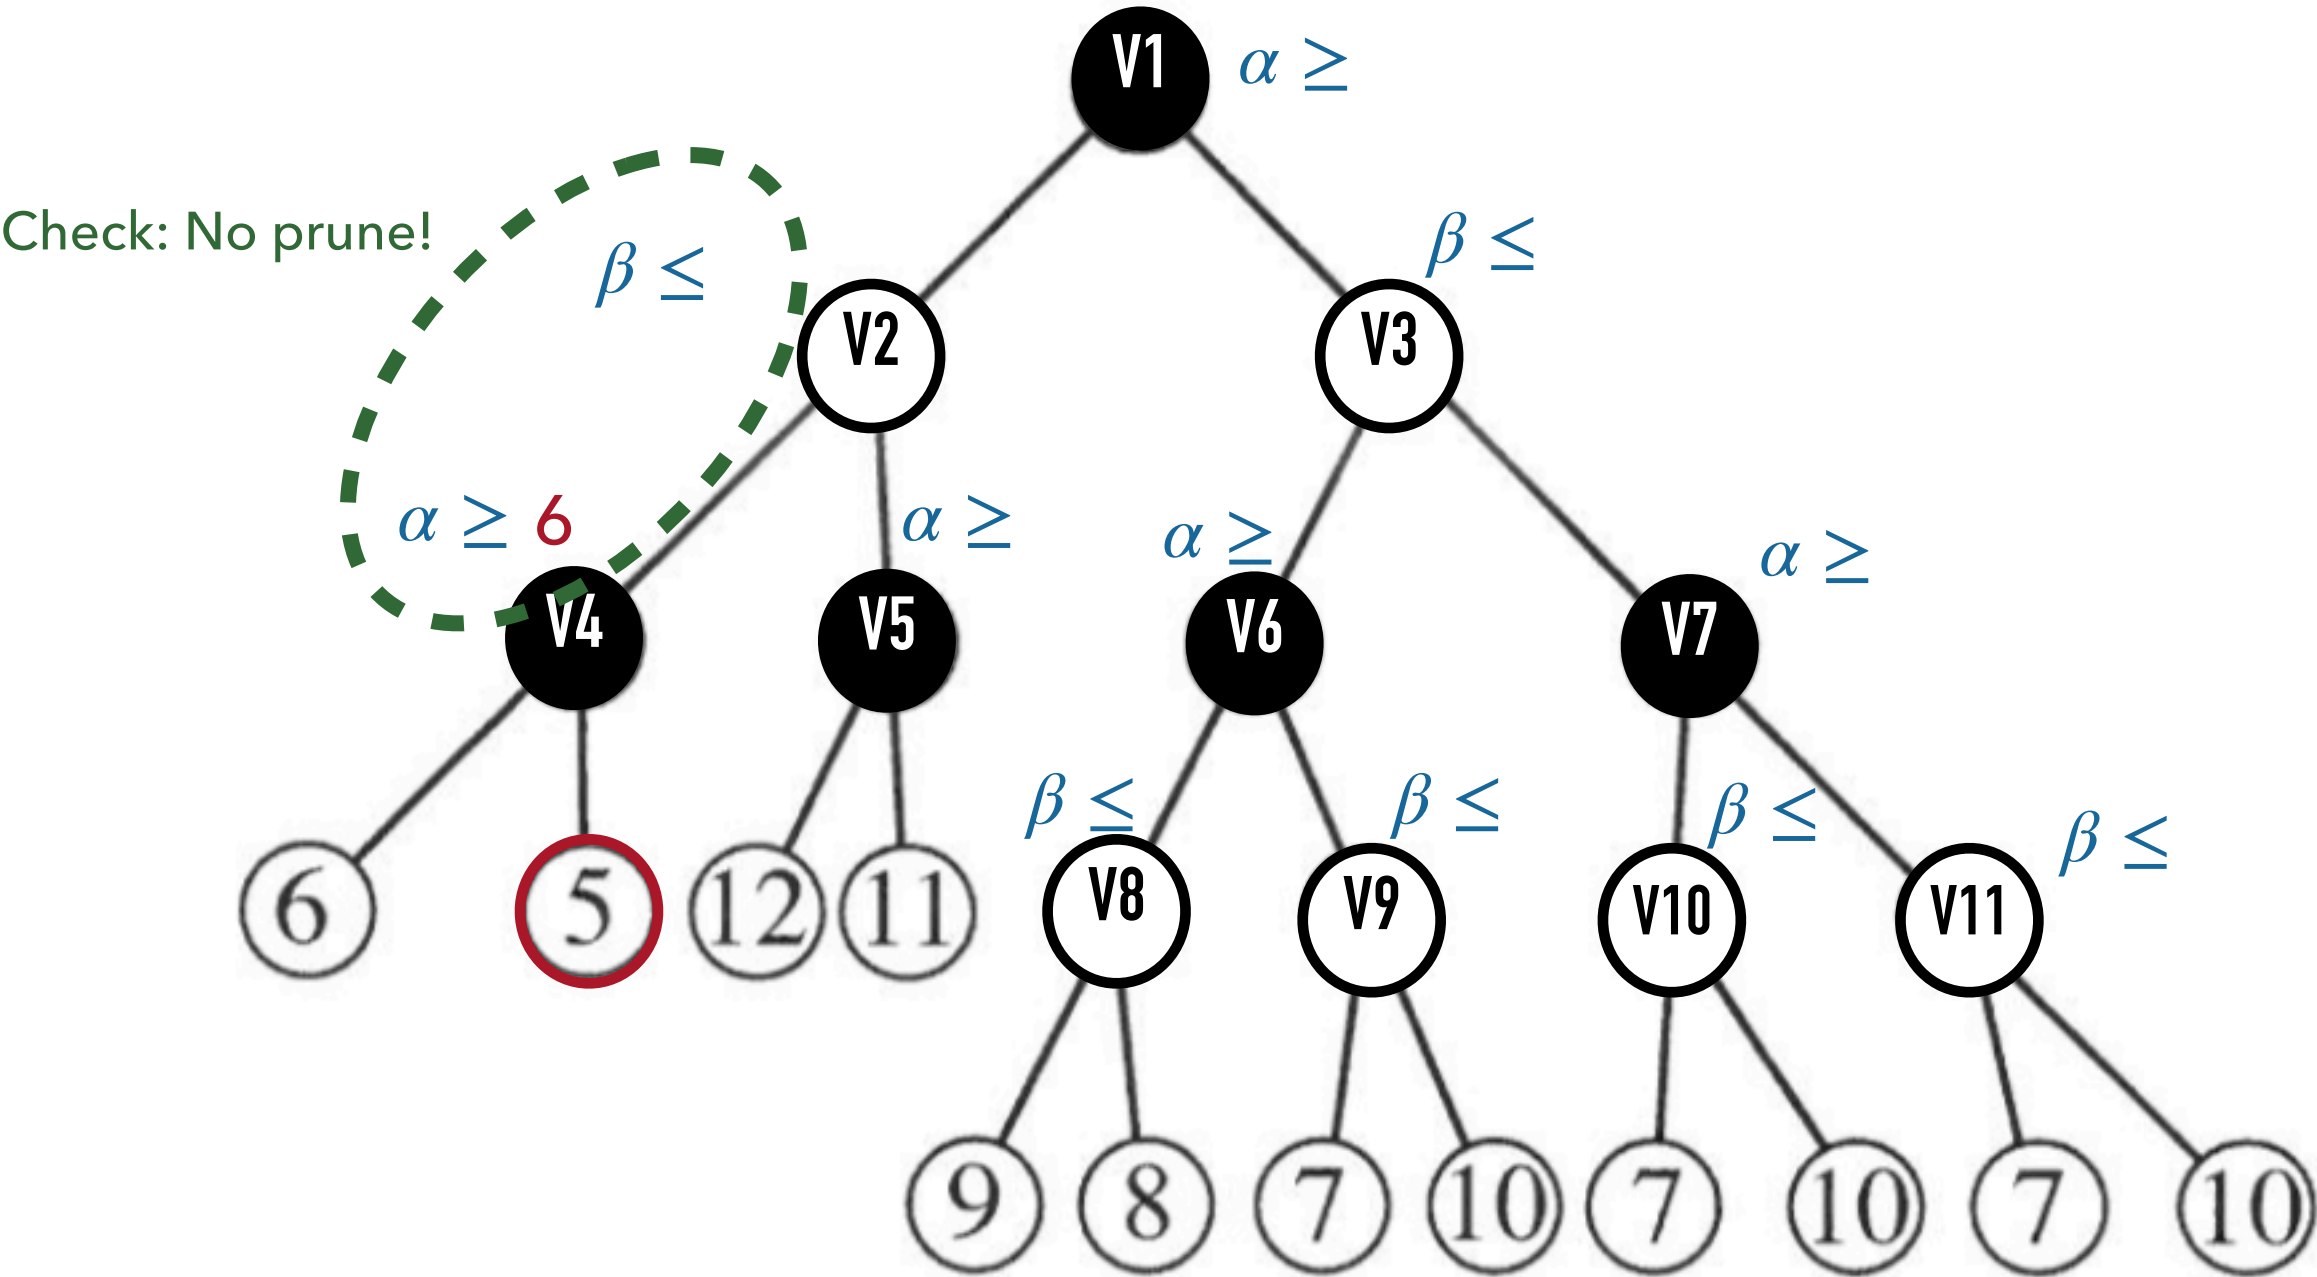 V1 α ≥
Check: No prune!
β ≤
β ≤
V2
V3
α ≥ 6
α ≥
α ≥
α ≥
V4
V5
V6
V7
β ≤
β ≤
β ≤
β ≤
6
5
12
11
V8
V9
V10
V11
9
8
7
10
7
10
7
10